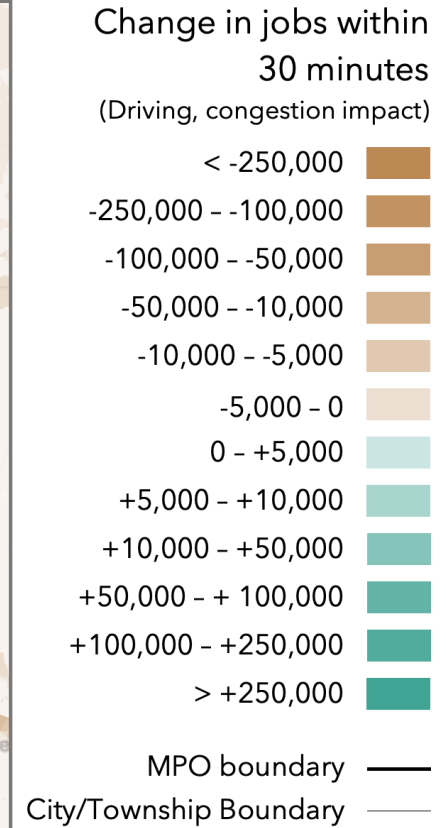 Change in jobs within
30 minutes
(Driving, congestion impact)
< -250,000
-250,000 – -100,000
-100,000 – -50,000
-50,000 – -10,000
-10,000 – -5,000
-5,000 – 0
0 – +5,000
+5,000 – +10,000
+10,000 – +50,000
+50,000 – + 100,000
+100,000 – +250,000
> +250,000
MPO boundary
City/Township Boundary